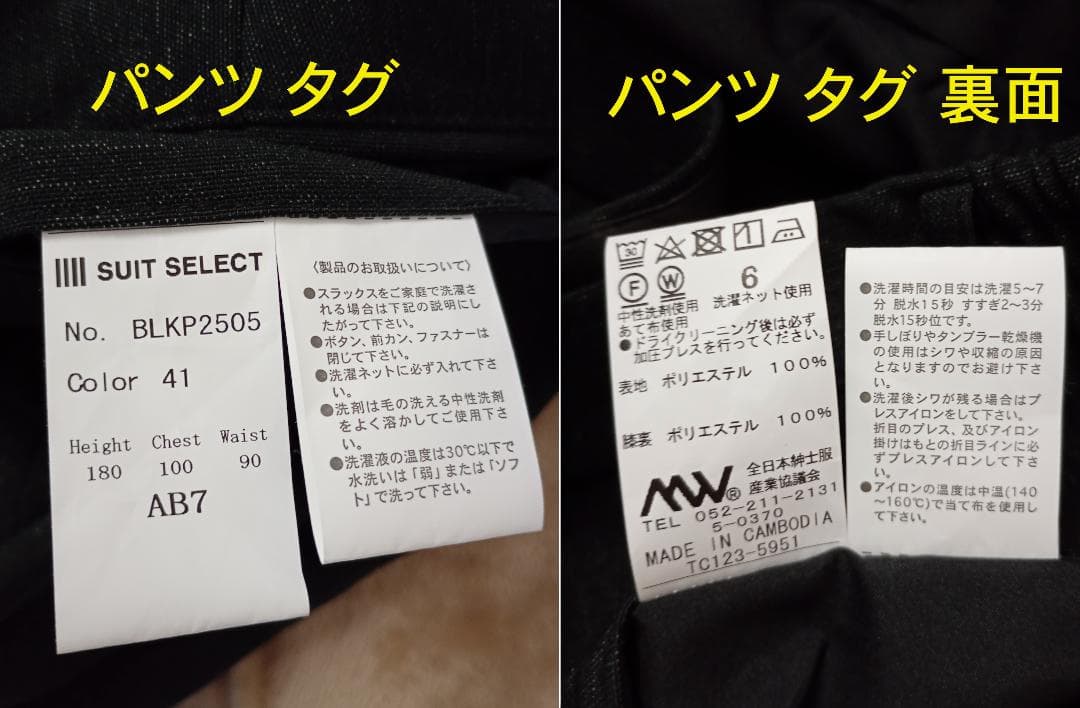 パンツ タグ
SUIT SELECT
No. BLKP2505
Color 41
Height Chest Waist
180 100 90
AB7
〈製品のお取扱いについて〉
●スラックスをご家庭で洗濯さ
れる場合は下記の説明にし
たがって下さい。
●ボタン、前カン、ファスナーは
閉じて下さい。
●洗濯ネットに必ず入れて下さ
い。
●洗剤は毛の洗える中性洗剤
をよく溶かしてご使用下さ
い。
●洗濯液の温度は30℃以下で
水洗いは「弱」または「ソフ
ト」で洗って下さい。
パンツ タグ 裏面
30
F W 6
中性洗剤使用 洗濯ネット使用
あて布使用
●ドライクリーニング後は必ず
加圧プレスを行ってください。
表地 ポリエステル 100%
膝裏 ポリエステル 100%
MW® 全日本紳士服
産業協議会
TEL 052-211-2131
5-0370
MADE IN CAMBODIA
TC123-5951
●洗濯時間の目安は洗濯5～7
分 脱水15秒 すすぎ2～3分
脱水15秒位です。
●手しぼりやタンブラー乾燥機
の使用はシワや収縮の原因
となりますのでお避け下さ
い。
●洗濯後シワが残る場合はプ
レスアイロンをして下さい。
折目のプレス、及びアイロン
掛けはもとの折目ラインに必
ずプレスアイロンして下さ
い。
●アイロンの温度は中温(140
～160℃)で当て布を使用し
て下さい。